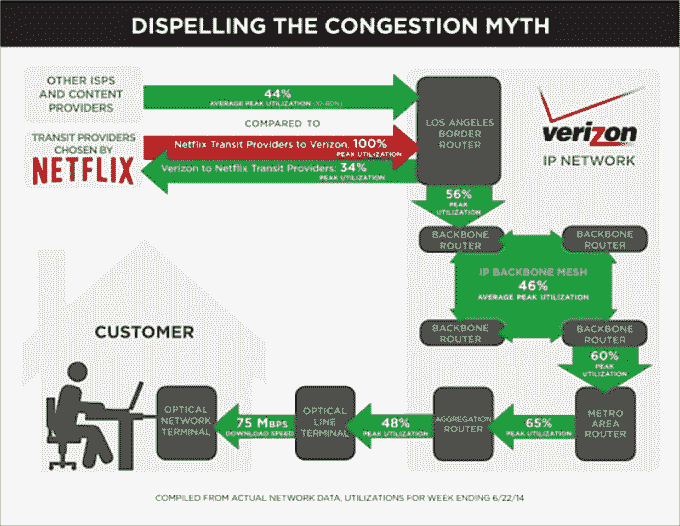 DISPELLING THE CONGESTION MYTH
OTHER ISPS
AND CONTENT
PROVIDERS
44%
AVERAGE PEAK UTILIZATION (10-80%)
COMPARED TO
TRANSIT PROVIDERS
CHOSEN BY
NETFLIX
Netflix Transit Providers to Verizon: 100%
PEAK UTILIZATION
Verizon to Netflix Transit Providers: 34%
PEAK UTILIZATION
LOS ANGELES
BORDER
ROUTER
verizon
IP NETWORK
56%
PEAK
UTILIZATION
BACKBONE
ROUTER
BACKBONE
ROUTER
IP BACKBONE MESH
46%
AVERAGE PEAK UTILIZATION
BACKBONE
ROUTER
BACKBONE
ROUTER
60%
PEAK
UTILIZATION
CUSTOMER
OPTICAL
NETWORK
TERMINAL
75 MBPS
DOWNLOAD SPEED
OPTICAL
LINE
TERMINAL
48%
PEAK UTILIZATION
AGGREGATION
ROUTER
65%
PEAK UTILIZATION
METRO
AREA
ROUTER
COMPILED FROM ACTUAL NETWORK DATA, UTILIZATIONS FOR WEEK ENDING 6/22/14